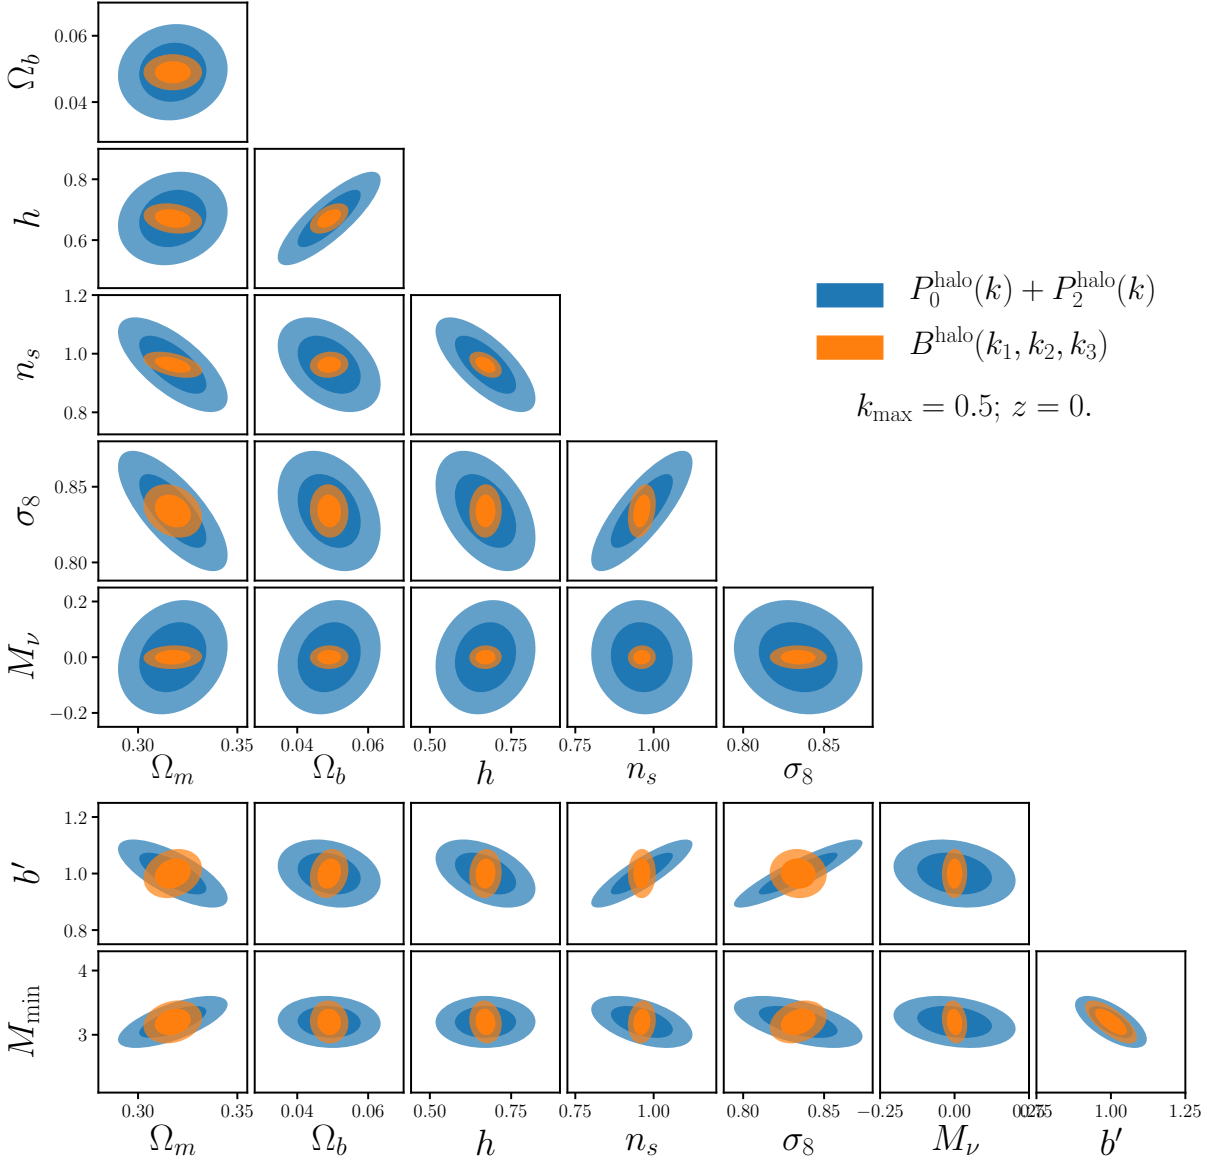 0.06
0.04
Ω_b
0.8
0.6
h
P_0^halo(k) + P_2^halo(k)
B^halo(k_1, k_2, k_3)
k_max = 0.5; z = 0.
1.2
1.0
0.8
n_s
0.85
0.80
σ_8
0.2
0.0
−0.2
M_ν
0.30 0.35 0.04 0.06 0.50 0.75 0.75 1.00 0.80 0.85
Ω_m Ω_b h n_s σ_8
1.2
1.0
0.8
b′
4
3
M_min
0.30 0.35 0.04 0.06 0.50 0.75 0.75 1.00 0.80 0.85 −0.25 0.00 1.00 1.25
Ω_m Ω_b h n_s σ_8 M_ν b′